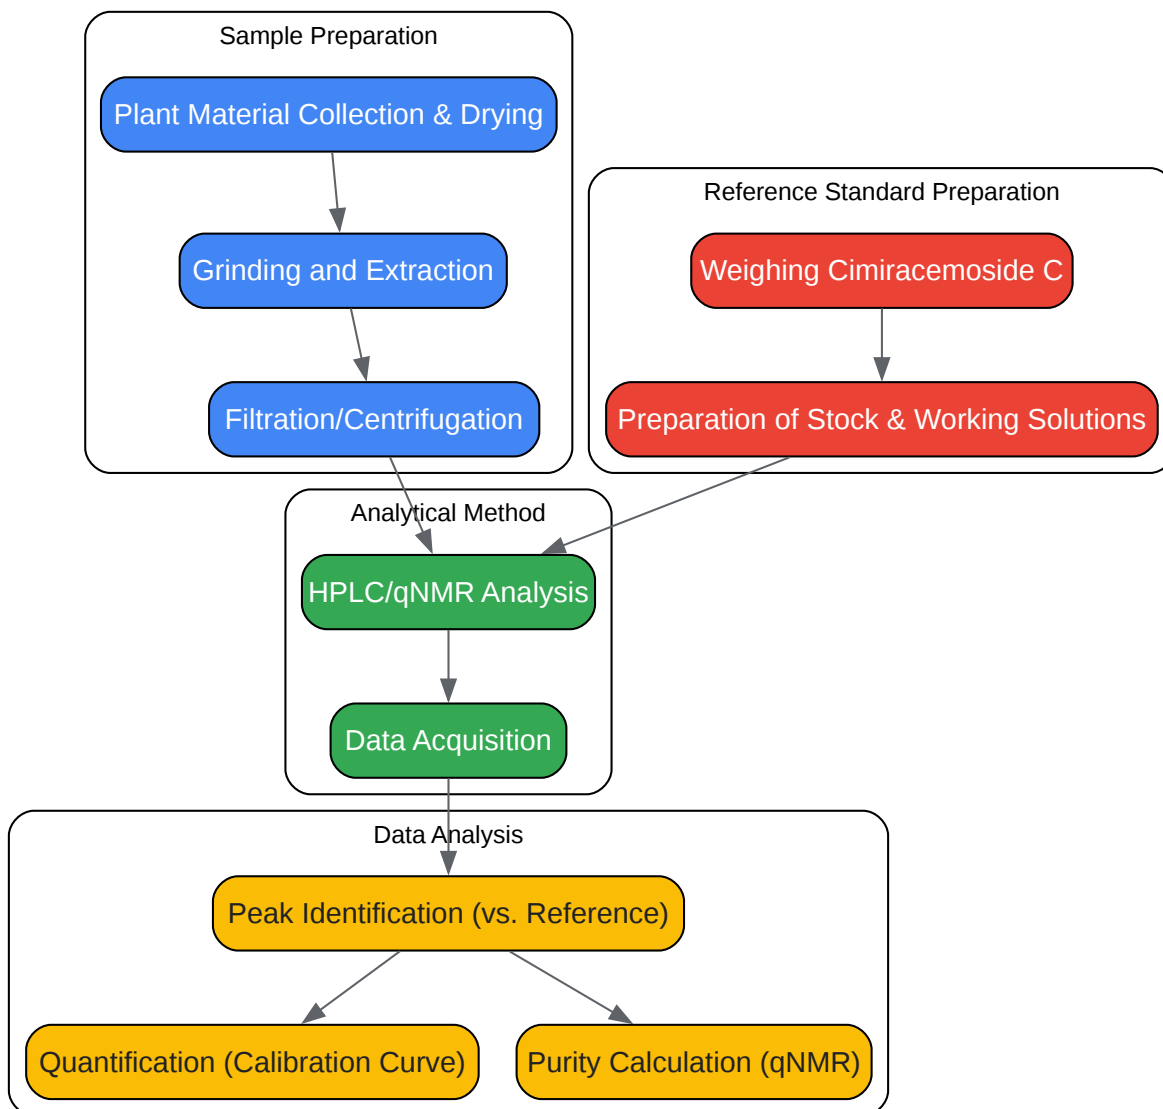 Sample Preparation
Plant Material Collection & Drying
Grinding and Extraction
Filtration/Centrifugation
Reference Standard Preparation
Weighing Cimiracemoside C
Preparation of Stock & Working Solutions
Analytical Method
HPLC/qNMR Analysis
Data Acquisition
Data Analysis
Peak Identification (vs. Reference)
Quantification (Calibration Curve)
Purity Calculation (qNMR)